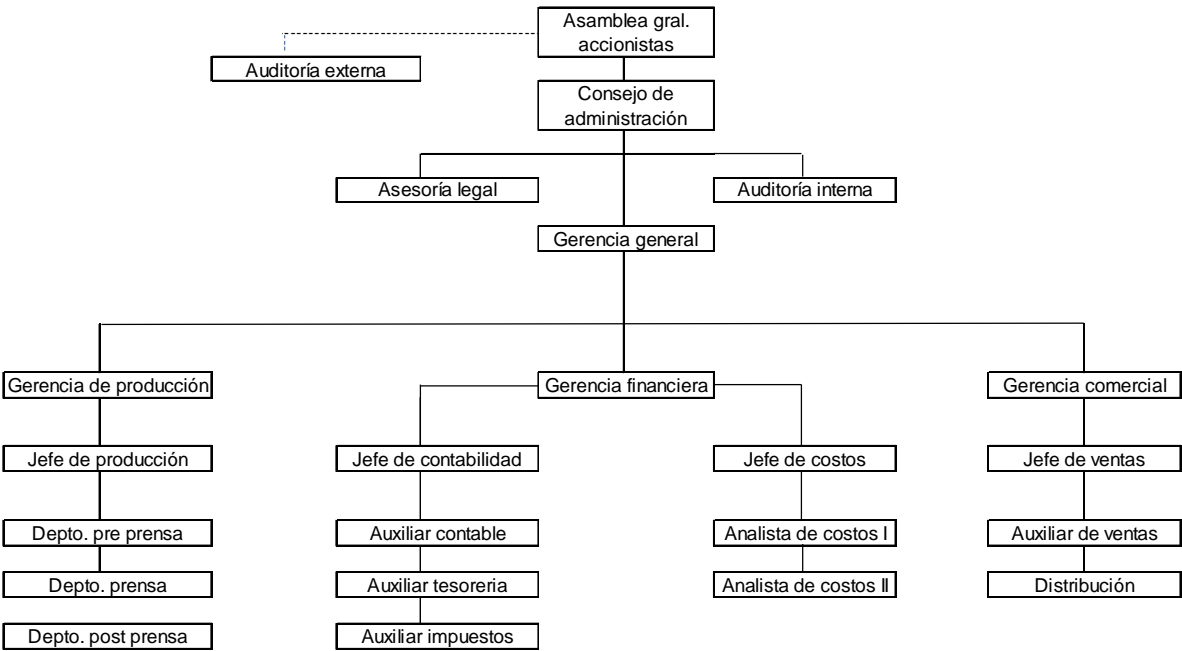 Asamblea gral.
accionistas
Auditoría externa
Consejo de
administración
Asesoría legal
Auditoría interna
Gerencia general
Gerencia de producción
Gerencia financiera
Gerencia comercial
Jefe de producción
Jefe de contabilidad
Jefe de costos
Jefe de ventas
Depto. pre prensa
Auxiliar contable
Analista de costos I
Auxiliar de ventas
Depto. prensa
Auxiliar tesoreria
Analista de costos II
Distribución
Depto. post prensa
Auxiliar impuestos